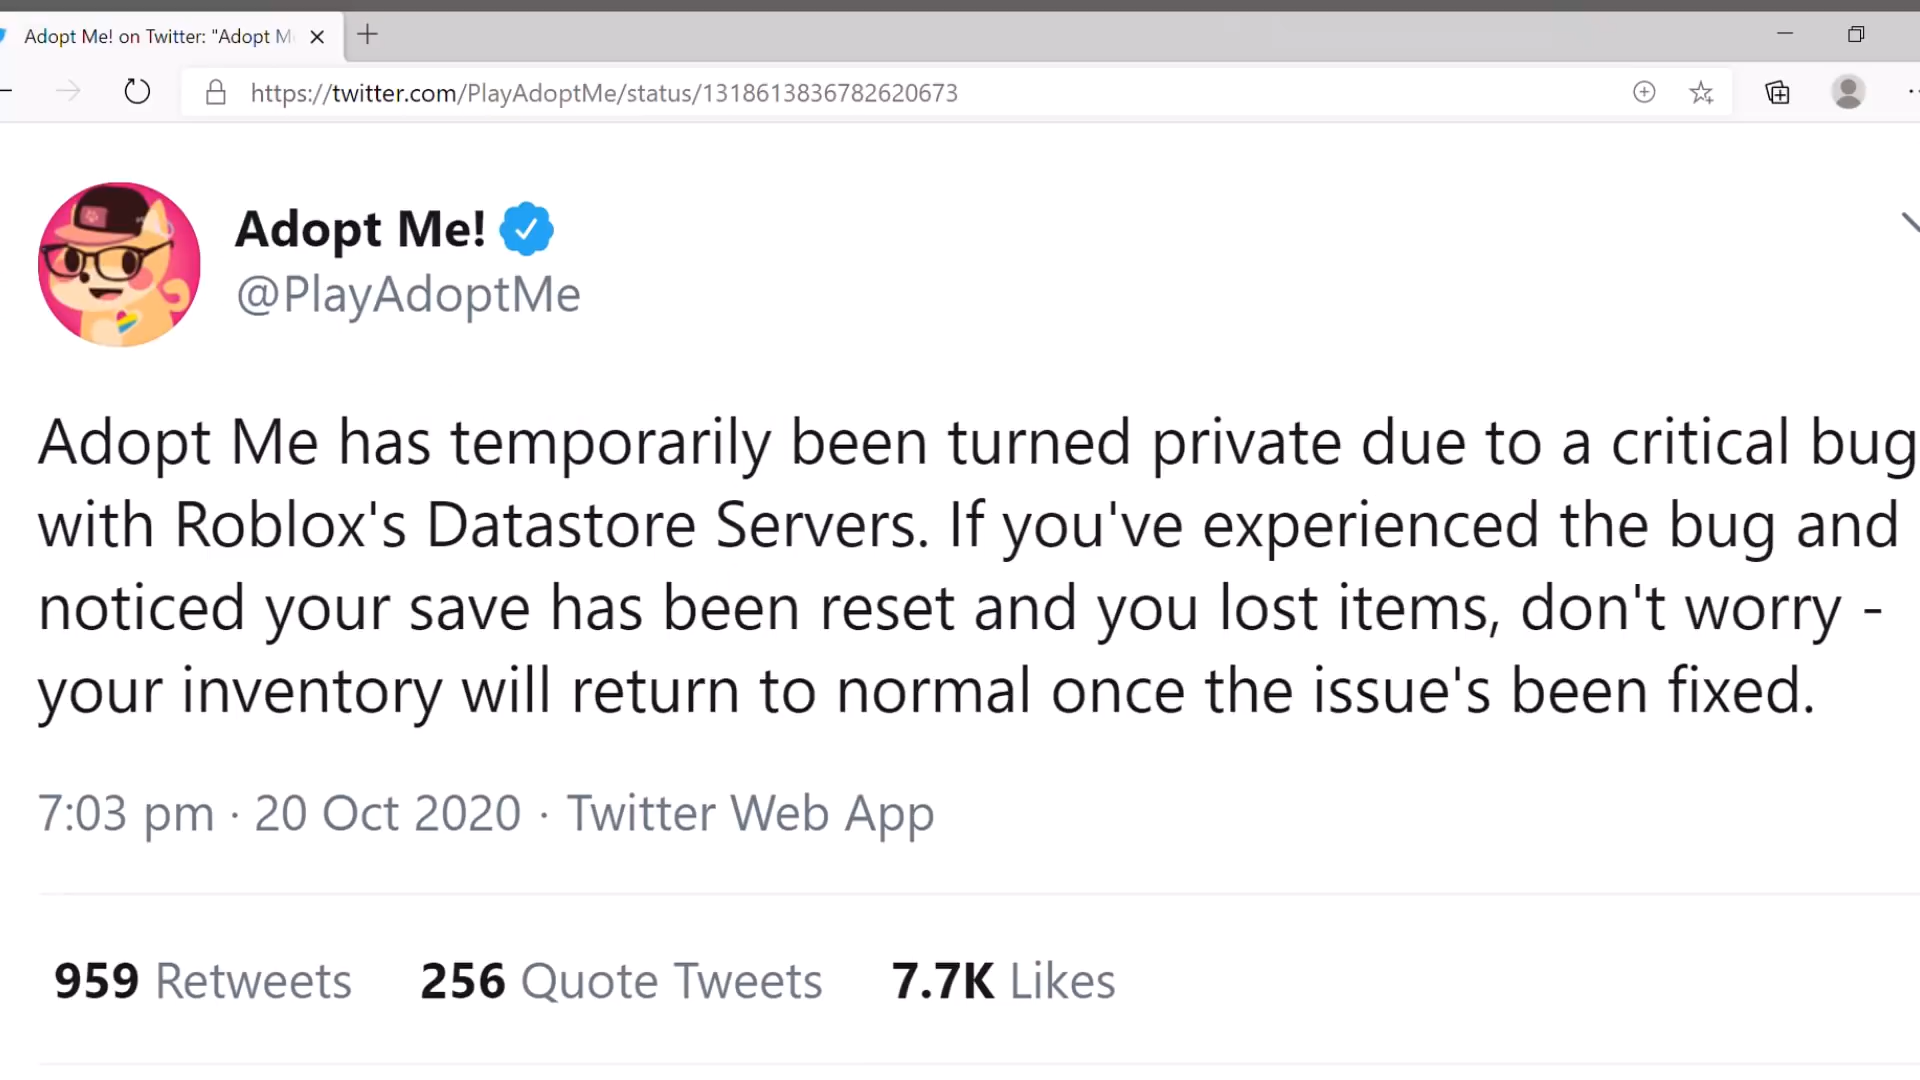 Adopt Me! on Twitter: "Adopt M
https://twitter.com/PlayAdoptMe/status/1318613836782620673
Adopt Me!
@PlayAdoptMe
Adopt Me has temporarily been turned private due to a critical bug
with Roblox's Datastore Servers. If you've experienced the bug and
noticed your save has been reset and you lost items, don't worry -
your inventory will return to normal once the issue's been fixed.
7:03 pm · 20 Oct 2020 · Twitter Web App
959 Retweets 256 Quote Tweets 7.7K Likes